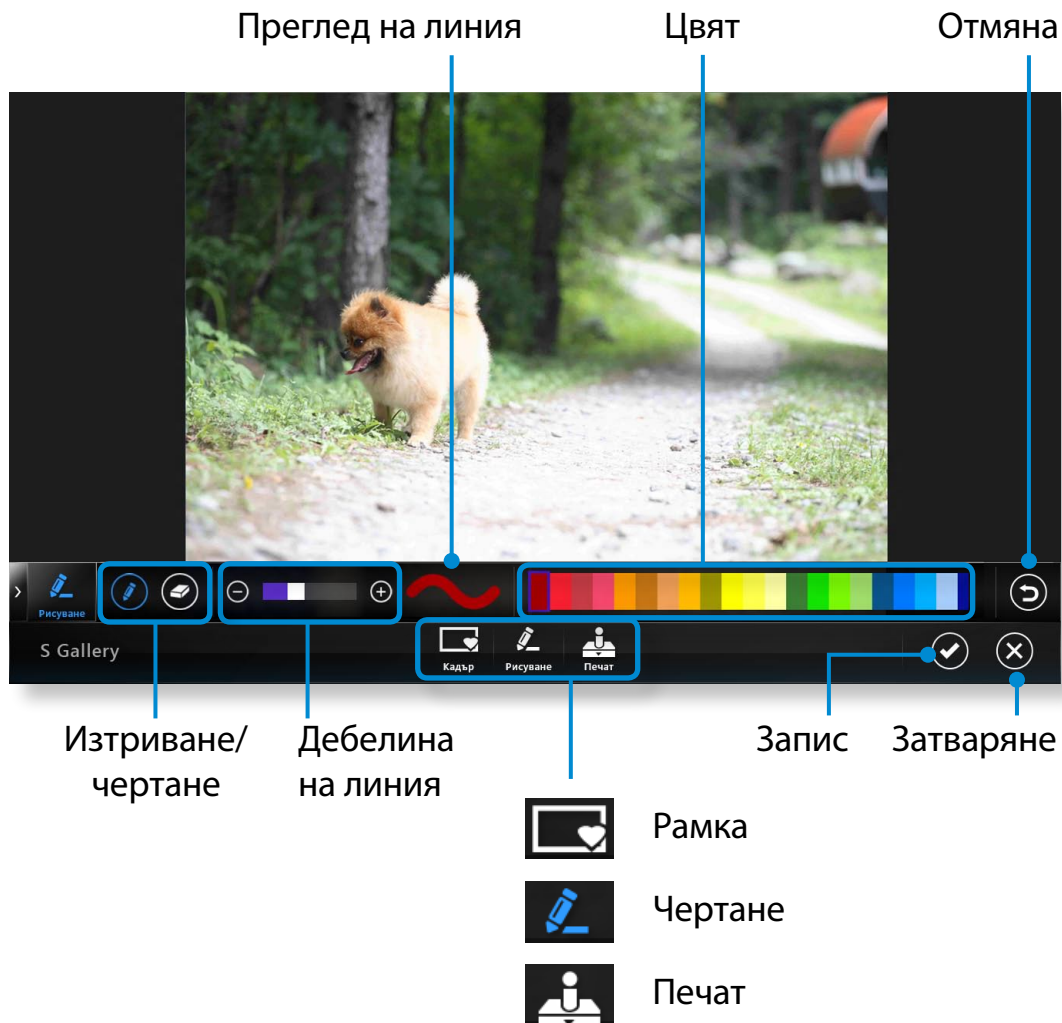 Преглед на линия
Цвят
Отмяна
Рисуване
S Gallery
Кадър
Рисуване
Печат
Изтриване/
чертане
Дебелина
на линия
Запис
Затваряне
Рамка
Чертане
Печат